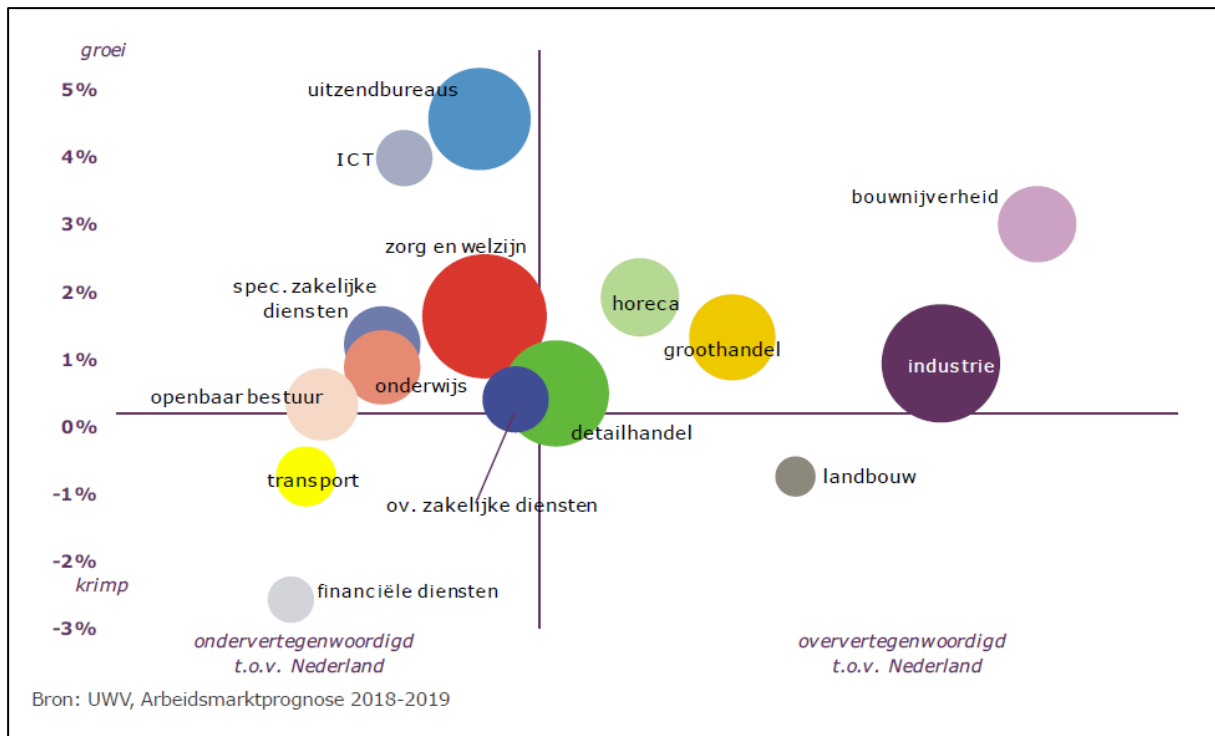 groei
5%
uitzendbureaus
4%
ICT
3%
bouwnijverheid
zorg en welzijn
2%
spec. zakelijke
diensten
horeca
1%
groothandel
industrie
openbaar bestuur
onderwijs
0%
detailhandel
transport
landbouw
-1%
ov. zakelijke diensten
-2%
krimp
financiële diensten
-3%
ondervertegenwoordigd
t.o.v. Nederland
oververtegenwoordigd
t.o.v. Nederland
Bron: UWV, Arbeidsmarktprognose 2018-2019